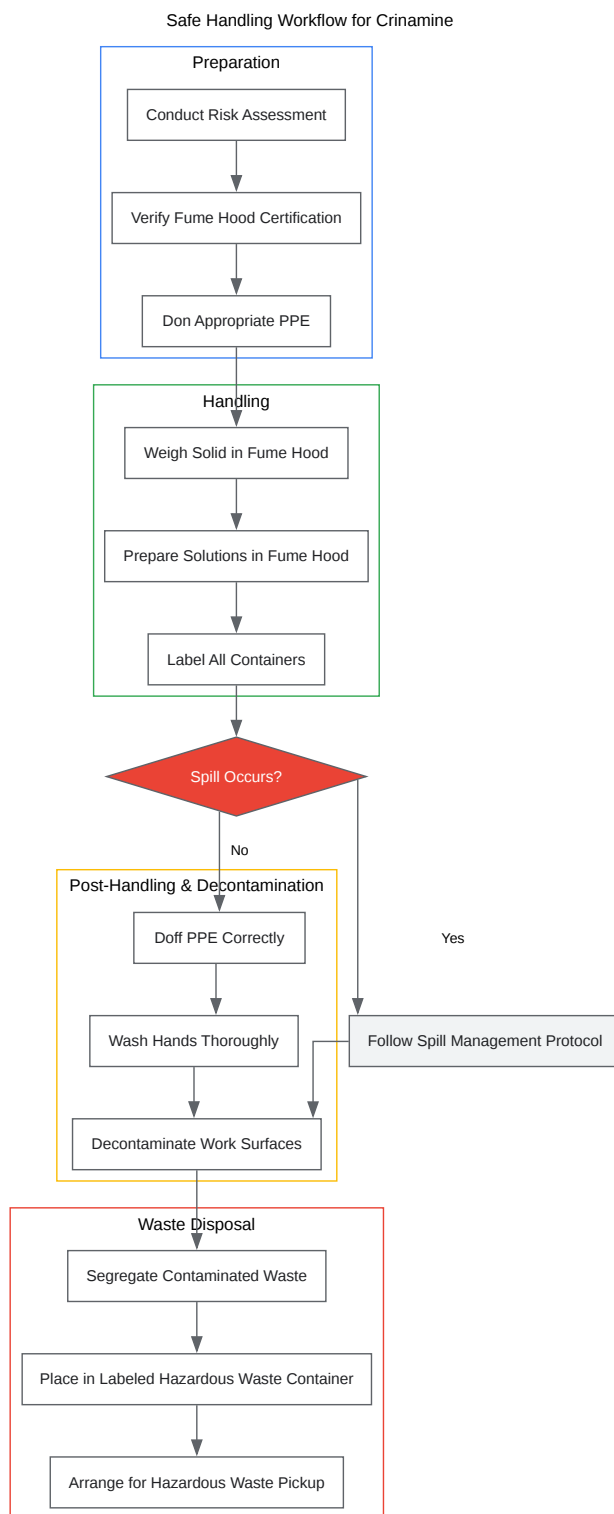 Safe Handling Workflow for Crinamine
Preparation
Conduct Risk Assessment
Verify Fume Hood Certification
Don Appropriate PPE
Handling
Weigh Solid in Fume Hood
Prepare Solutions in Fume Hood
Label All Containers
Spill Occurs?
No
Post-Handling & Decontamination
Doff PPE Correctly
Yes
Wash Hands Thoroughly
Follow Spill Management Protocol
Decontaminate Work Surfaces
Waste Disposal
Segregate Contaminated Waste
Place in Labeled Hazardous Waste Container
Arrange for Hazardous Waste Pickup